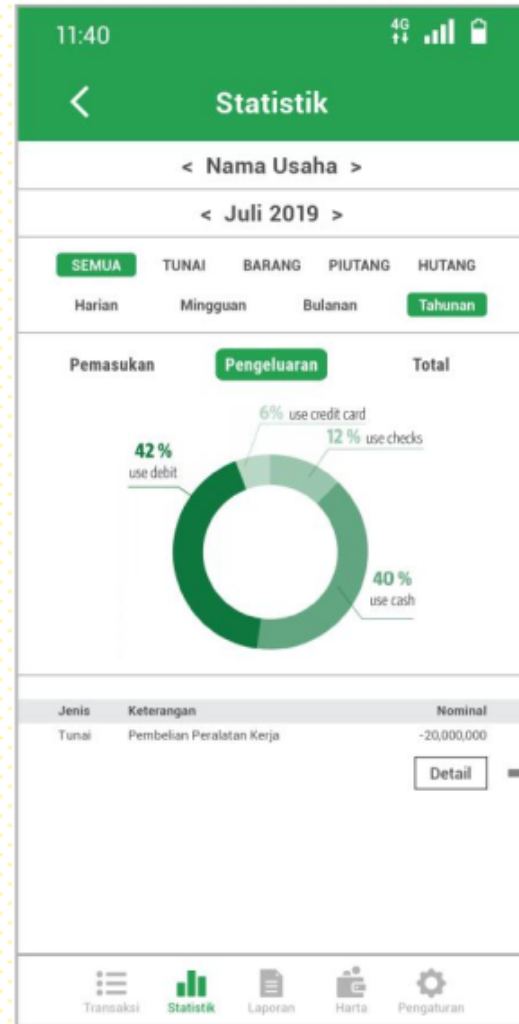 11:40 4G
Statistik
< Nama Usaha >
< Juli 2019 >
SEMUA TUNAI BARANG PIUTANG HUTANG
Harian Mingguan Bulanan Tahunan
Pemasukan Pengeluaran Total
6% use credit card
12 % use checks
42 %
use debit
40 %
use cash
Jenis Keterangan Nominal
Tunai Pembelian Peralatan Kerja -20,000,000
Detail
Transaksi Statistik Laporan Harta Pengaturan